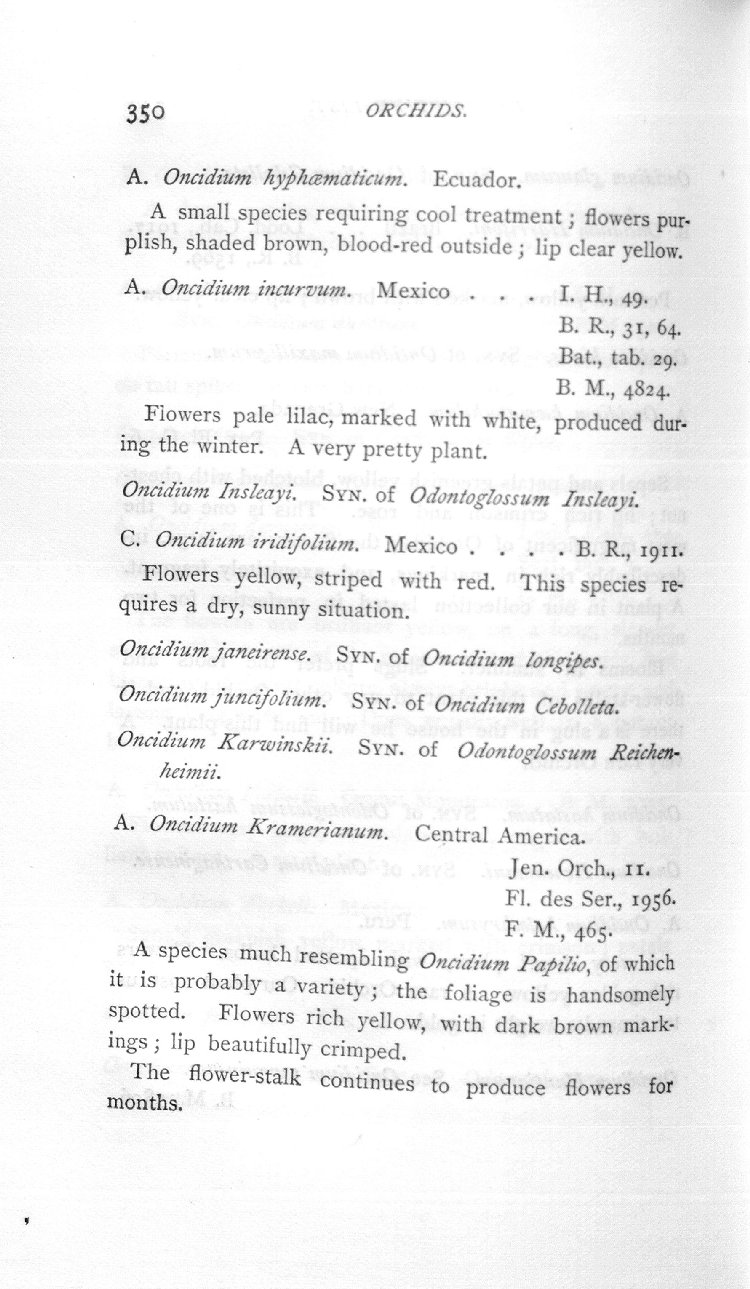 350 ORCHIDS.
A. Oncidium hyphæmaticum. Ecuador.
A small species requiring cool treatment ; flowers pur-
plish, shaded brown, blood-red outside ; lip clear yellow.
A. Oncidium incurvum. Mexico . . . I. H., 49.
B. R., 31, 64.
Bat., tab. 29.
B. M., 4824.
Flowers pale lilac, marked with white, produced dur-
ing the winter. A very pretty plant.
Oncidium Insleayi. SYN. of Odontoglossum Insleayi.
C. Oncidium iridifolium. Mexico . . . B. R., 1911.
Flowers yellow, striped with red. This species re-
quires a dry, sunny situation.
Oncidium janeirense. SYN. of Oncidium longipes.
Oncidium juncifolium. SYN. of Oncidium Cebolleta.
Oncidium Karwinskii. SYN. of Odontoglossum Reichen-
heimii.
A. Oncidium Kramerianum. Central America.
Jen. Orch., 11.
Fl. des Ser., 1956.
F. M., 465.
A species much resembling Oncidium Papilio, of which
it is probably a variety ; the foliage is handsomely
spotted. Flowers rich yellow, with dark brown mark-
ings ; lip beautifully crimped.
The flower-stalk continues to produce flowers for
months.